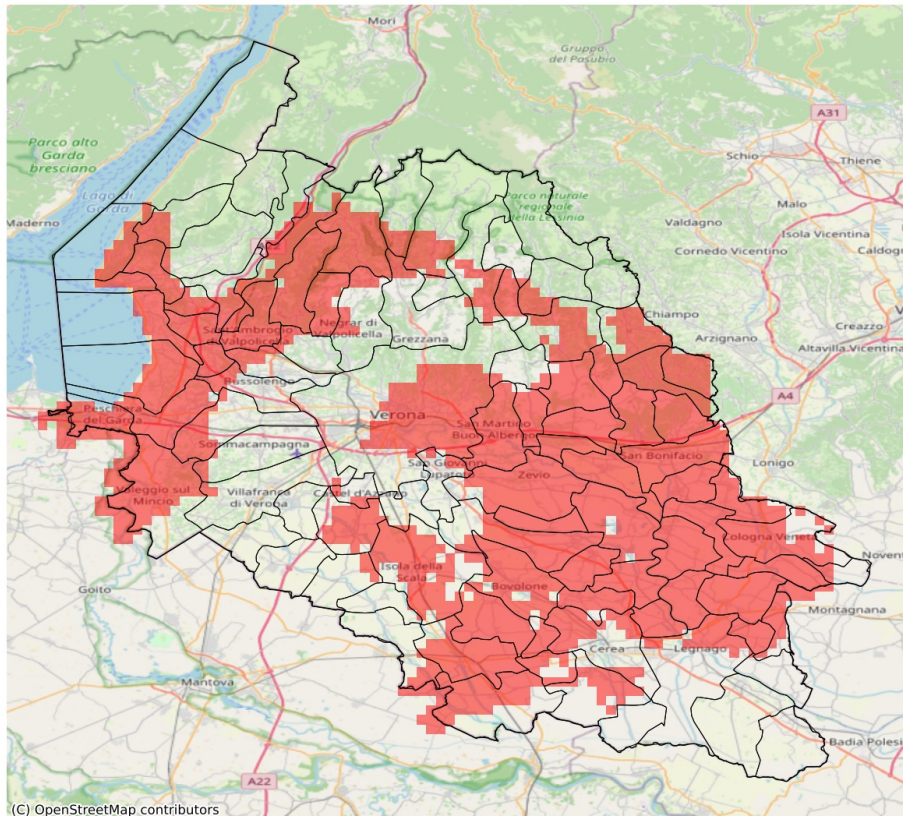 Mori
Gruppo
del Pasubio
A31
Parco alto
Garda
bresciano
Schio
Thiene
Lago di
Garda
Parco naturale
regionale
della Lessinia
Malo
Maderno
Valdagno
Isola Vicentina
Cornedo Vicentino
Caldogn
Chiampo
Creazzo
Sant'Ambrogio
di Valpolicella
Negrar di
Valpolicella
Grezzana
Arzignano
Altavilla Vicentina
Bussolengo
A4
Peschiera
del Garda
Verona
San Martino
Buon Albergo
Sommacampagna
San Bonifacio
Lonigo
San Giovanni
Lupatoto
Zevio
Valeggio sul
Mincio
Villafranca
di Verona
Castel d'Azzano
Cologna Veneta
Noven
Isola della
Scala
Goito
Bovolone
Montagnana
Cerea
Legnago
Mantova
Badia Polesi
A22
(C) OpenStreetMap contributors